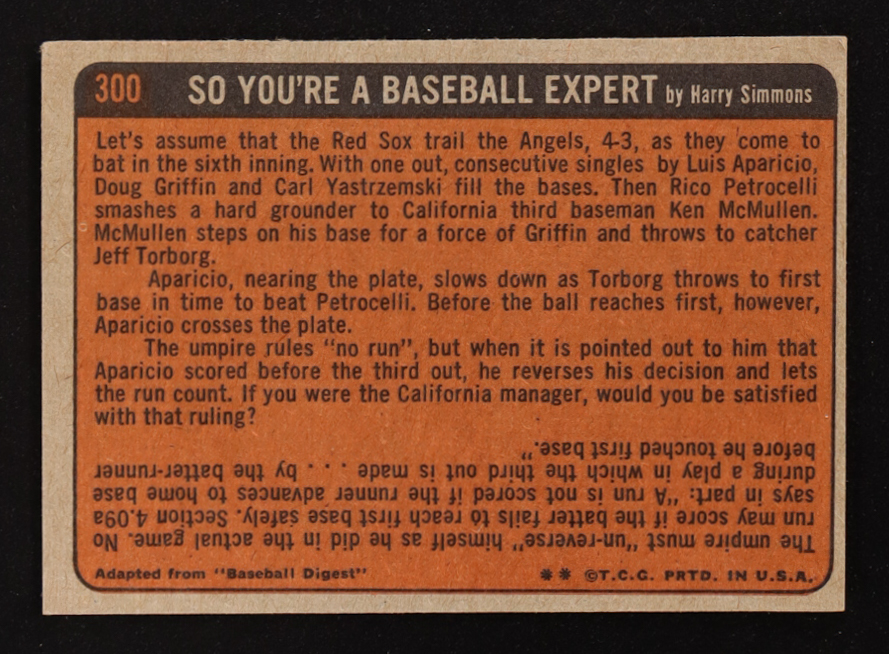 300 SO YOU'RE A BASEBALL EXPERT by Harry Simmons
Let's assume that the Red Sox trail the Angels, 4-3, as they come to
bat in the sixth inning. With one out, consecutive singles by Luis Aparicio,
Doug Griffin and Carl Yastrzemski fill the bases. Then Rico Petrocelli
smashes a hard grounder to California third baseman Ken McMullen.
McMullen steps on his base for a force of Griffin and throws to catcher
Jeff Torborg.
Aparicio, nearing the plate, slows down as Torborg throws to first
base in time to beat Petrocelli. Before the ball reaches first, however,
Aparicio crosses the plate.
The umpire rules "no run", but when it is pointed out to him that
Aparicio scored before the third out, he reverses his decision and lets
the run count. If you were the California manager, would you be satisfied
with that ruling?
The umpire must "un-reverse" himself as he did in the actual game. No
run may score if the batter fails to reach first base safely. Section 4.09a
says in part: "A run is not scored if the runner advances to home base
during a play in which the third out is made . . . by the batter-runner
before he touched first base."
Adapted from "Baseball Digest" ** ©T.C.G. PRTD. IN U.S.A.